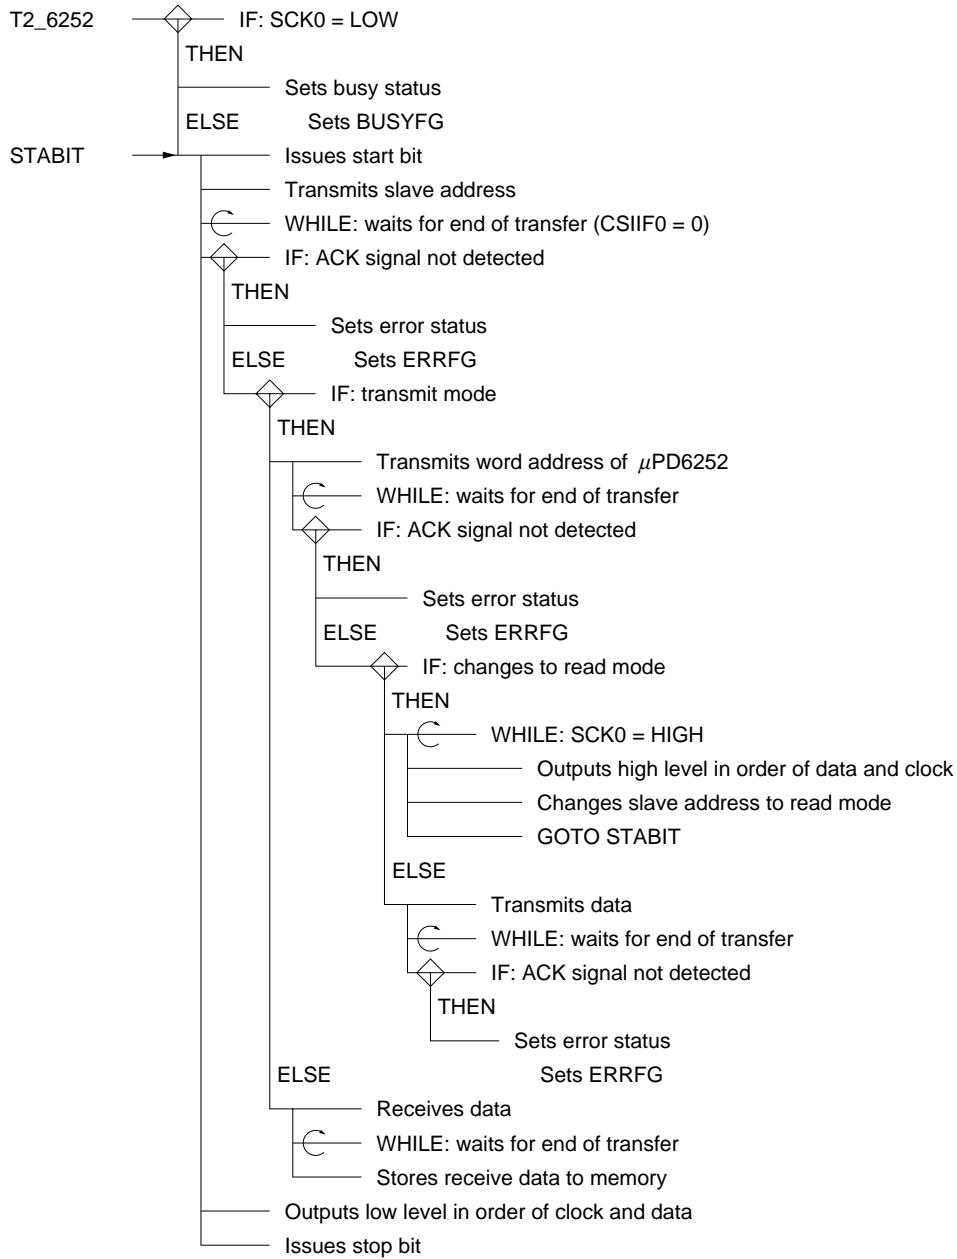 T2_6252 IF: SCK0 = LOW
THEN
Sets busy status
ELSE Sets BUSYFG
STABIT Issues start bit
Transmits slave address
WHILE: waits for end of transfer (CSIIF0 = 0)
IF: ACK signal not detected
THEN
Sets error status
ELSE Sets ERRFG
IF: transmit mode
THEN
Transmits word address of μPD6252
WHILE: waits for end of transfer
IF: ACK signal not detected
THEN
Sets error status
ELSE Sets ERRFG
IF: changes to read mode
THEN
WHILE: SCK0 = HIGH
Outputs high level in order of data and clock
Changes slave address to read mode
GOTO STABIT
ELSE
Transmits data
WHILE: waits for end of transfer
IF: ACK signal not detected
THEN
Sets error status
ELSE Sets ERRFG
Receives data
WHILE: waits for end of transfer
Stores receive data to memory
Outputs low level in order of clock and data
Issues stop bit